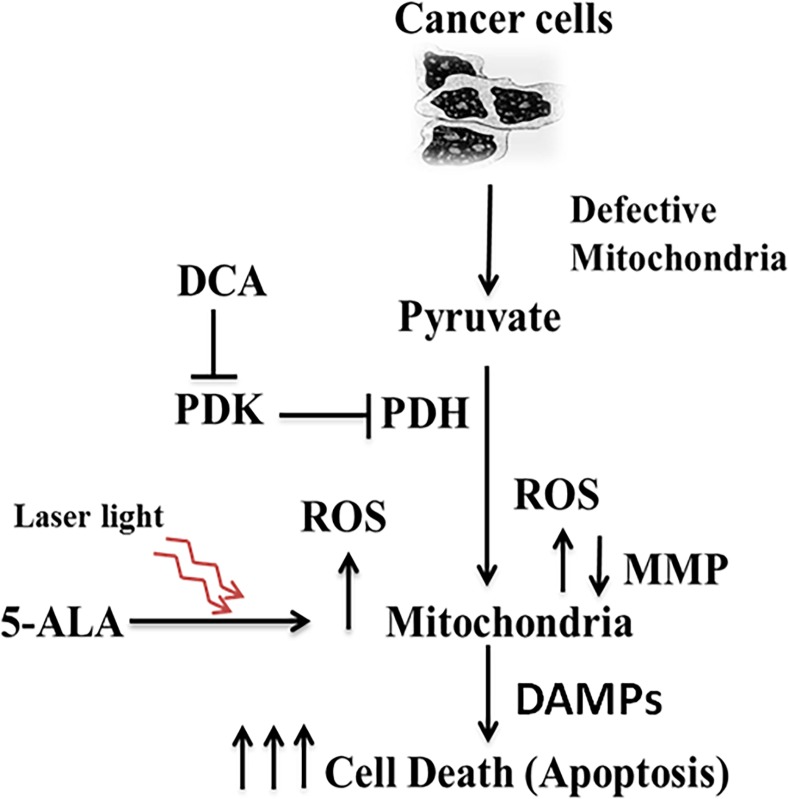 Cancer cells
Defective
Mitochondria
DCA
Pyruvate
PDK
PDH
ROS
Laser light
ROS
MMP
5-ALA
Mitochondria
DAMPs
Cell Death (Apoptosis)